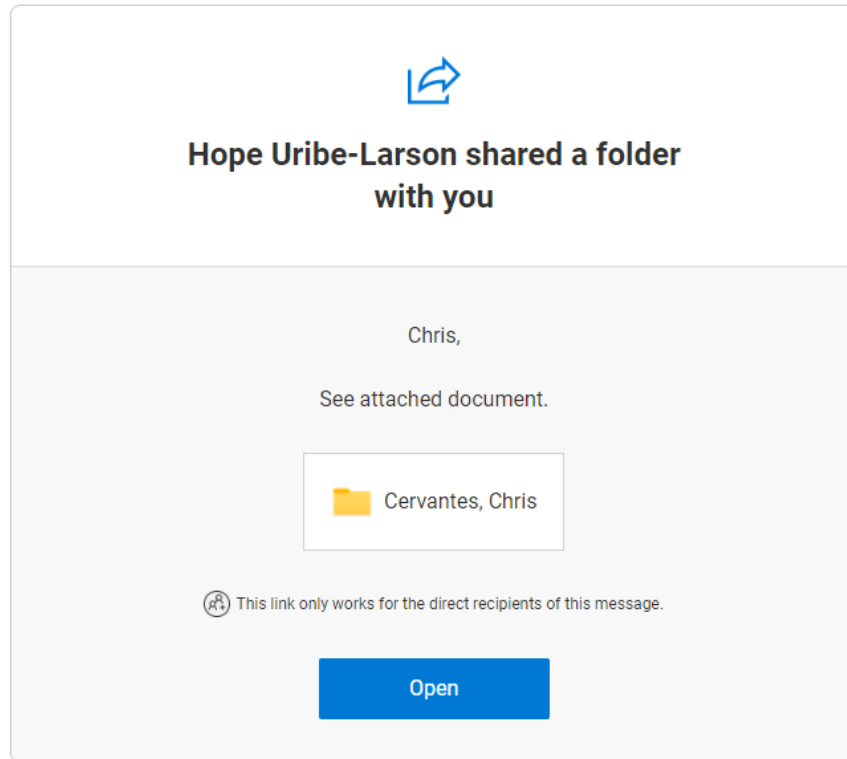 Hope Uribe-Larson shared a folder
with you
Chris,
See attached document.
Cervantes, Chris
This link only works for the direct recipients of this message.
Open